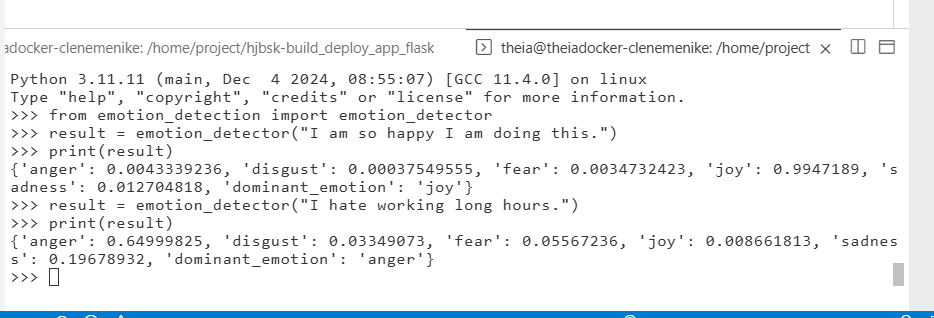 adocker-clenemenike: /home/project/hjbsk-build_deploy_app_flask theia@theiadocker-clenemenike: /home/project
Python 3.11.11 (main, Dec  4 2024, 08:55:07) [GCC 11.4.0] on linux
Type "help", "copyright", "credits" or "license" for more information.
>>> from emotion_detection import emotion_detector
>>> result = emotion_detector("I am so happy I am doing this.")
>>> print(result)
{'anger': 0.0043339236, 'disgust': 0.00037549555, 'fear': 0.0034732423, 'joy': 0.9947189, 's
adness': 0.012704818, 'dominant_emotion': 'joy'}
>>> result = emotion_detector("I hate working long hours.")
>>> print(result)
{'anger': 0.64999825, 'disgust': 0.03349073, 'fear': 0.05567236, 'joy': 0.008661813, 'sadnes
s': 0.19678932, 'dominant_emotion': 'anger'}
>>>